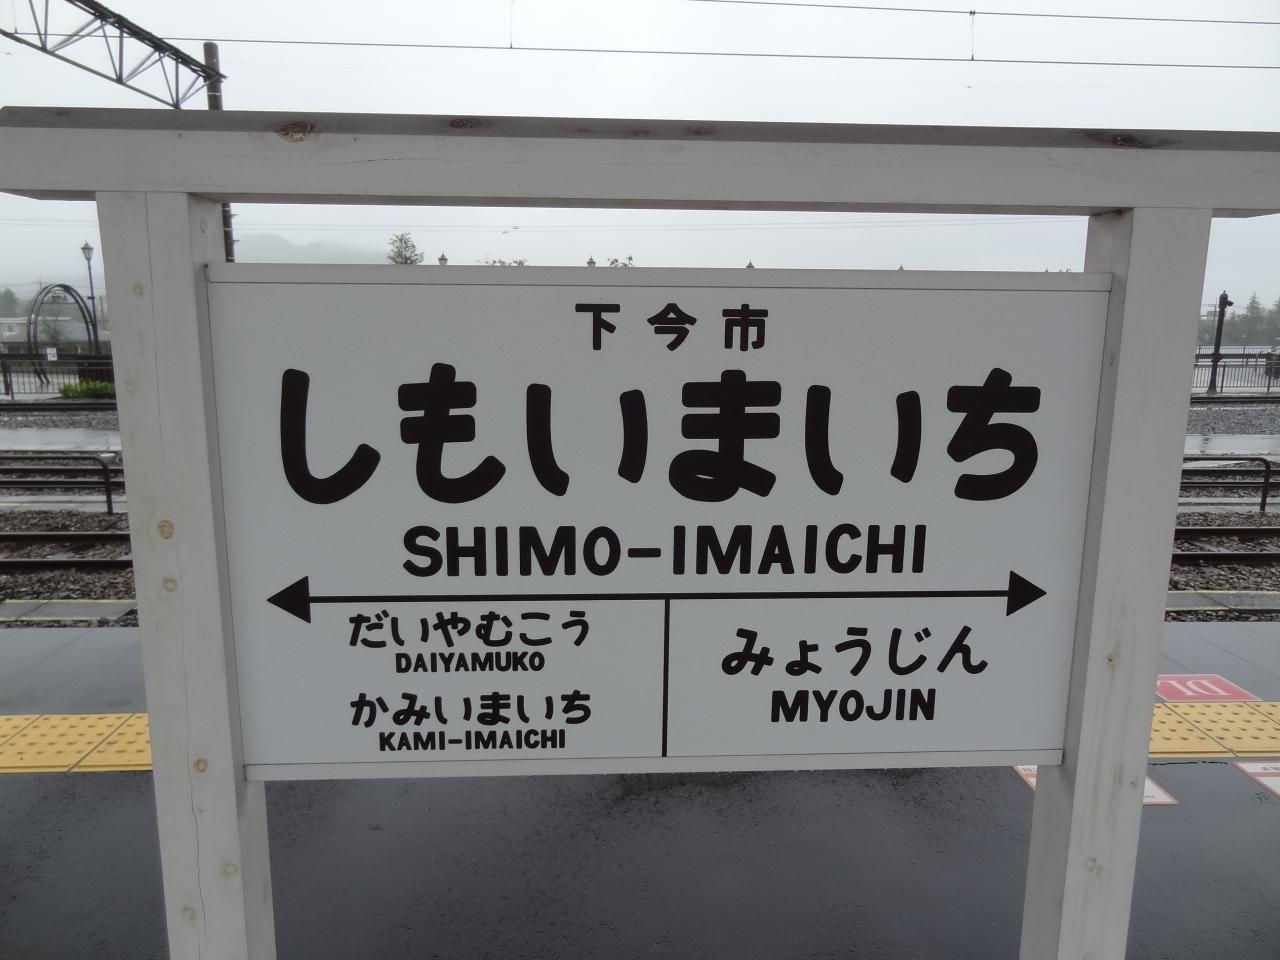 下今市
しもいまいち
SHIMO-IMAICHI
だいやむこう
DAIYAMUKO
かみいまいち
KAMI-IMAICHI
みょうじん
MYOJIN
DL